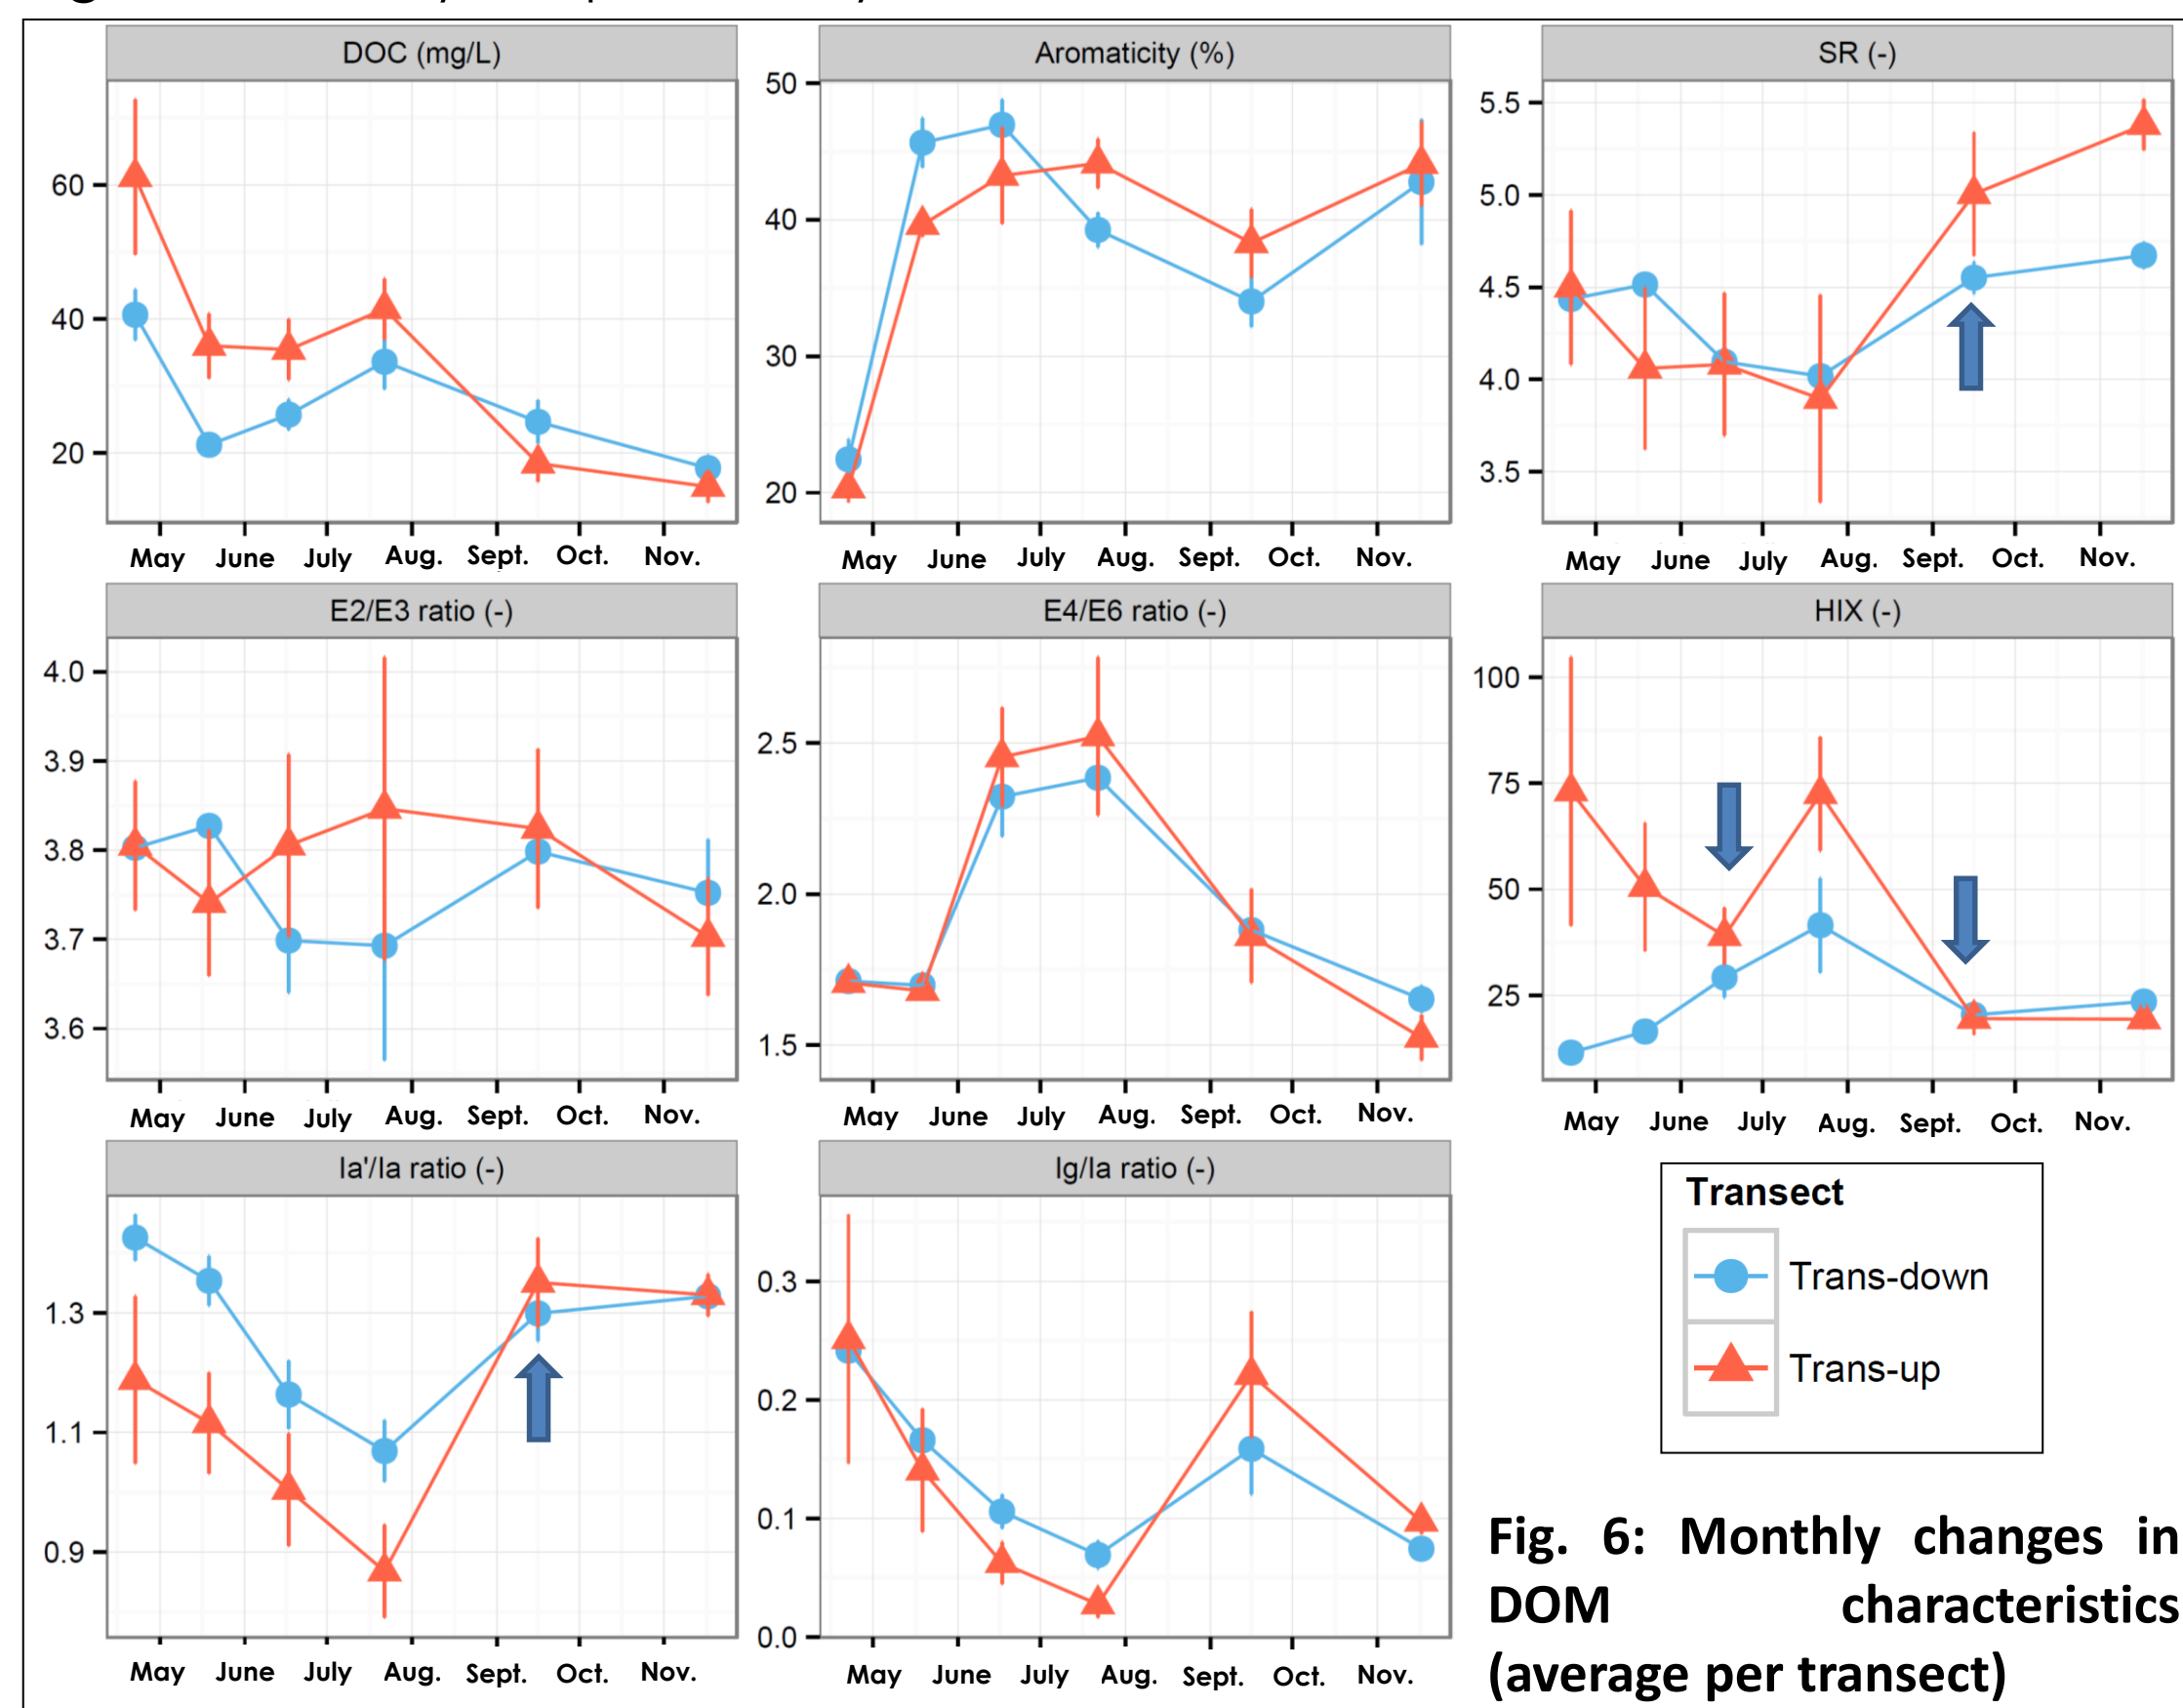 DOC (mg/L)
Aromaticity (%)
SR (-)
60
40
20
50
40
30
20
5.5
5.0
4.5
4.0
3.5
May June July Aug. Sept. Oct. Nov.
May June July Aug. Sept. Oct. Nov.
May June July Aug. Sept. Oct. Nov.
E2/E3 ratio (-)
E4/E6 ratio (-)
HIX (-)
4.0
3.9
3.8
3.7
3.6
2.5
2.0
1.5
100
75
50
25
May June July Aug. Sept. Oct. Nov.
May June July Aug. Sept. Oct. Nov.
May June July Aug. Sept. Oct. Nov.
Ia'/Ia ratio (-)
Ig/Ia ratio (-)
1.3
1.1
0.9
0.3
0.2
0.1
0.0
May June July Aug. Sept. Oct. Nov.
May June July Aug. Sept. Oct. Nov.
Transect
Trans-down
Trans-up
Fig. 6: Monthly changes in
DOM characteristics
(average per transect)